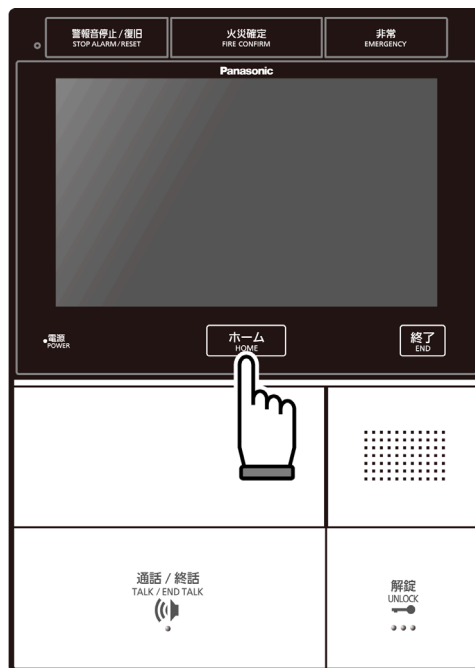 警報音停止/復旧
STOP ALARM/RESET
火災確定
FIRE CONFIRM
非常
EMERGENCY
Panasonic
電源
POWER
ホーム
HOME
終了
END
通話 / 終話
TALK / END TALK
解錠
UNLOCK